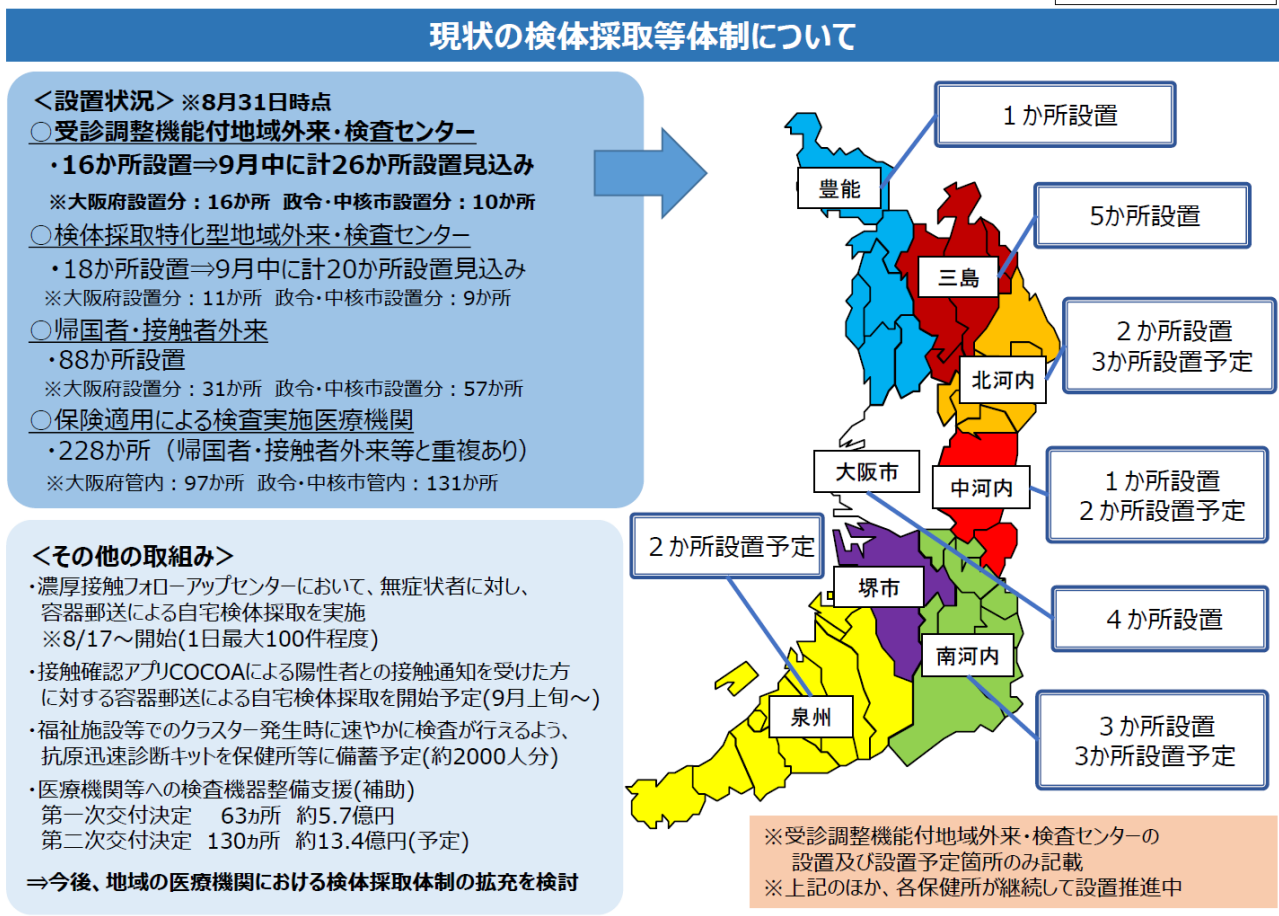 現状の検体採取等体制について
＜設置状況＞※8月31日時点
○受診調整機能付地域外来・検査センター
・16か所設置⇒9月中に計26か所設置見込み
※大阪府設置分：16か所 政令・中核市設置分：10か所
○検体採取特化型地域外来・検査センター
・18か所設置⇒9月中に計20か所設置見込み
※大阪府設置分：11か所 政令・中核市設置分：9か所
○帰国者・接触者外来
・88か所設置
※大阪府設置分：31か所 政令・中核市設置分：57か所
○保険適用による検査実施医療機関
・228か所（帰国者・接触者外来等と重複あり）
※大阪府管内：97か所 政令・中核市管内：131か所
＜その他の取組み＞
・濃厚接触フォローアップセンターにおいて、無症状者に対し、
容器郵送による自宅検体採取を実施
※8/17～開始(1日最大100件程度)
・接触確認アプリCOCOAによる陽性者との接触通知を受けた方
に対する容器郵送による自宅検体採取を開始予定(9月上旬～)
・福祉施設等でのクラスター発生時に速やかに検査が行えるよう、
抗原迅速診断キットを保健所等に備蓄予定(約2000人分)
・医療機関等への検査機器整備支援(補助)
第一次交付決定 63ヵ所 約5.7億円
第二次交付決定 130ヵ所 約13.4億円(予定)
⇒今後、地域の医療機関における検体採取体制の拡充を検討
1か所設置
豊能
5か所設置
三島
2か所設置
3か所設置予定
北河内
大阪市
中河内
1か所設置
2か所設置予定
2か所設置予定
堺市
4か所設置
南河内
泉州
3か所設置
3か所設置予定
※受診調整機能付地域外来・検査センターの
設置及び設置予定箇所のみ記載
※上記のほか、各保健所が継続して設置推進中